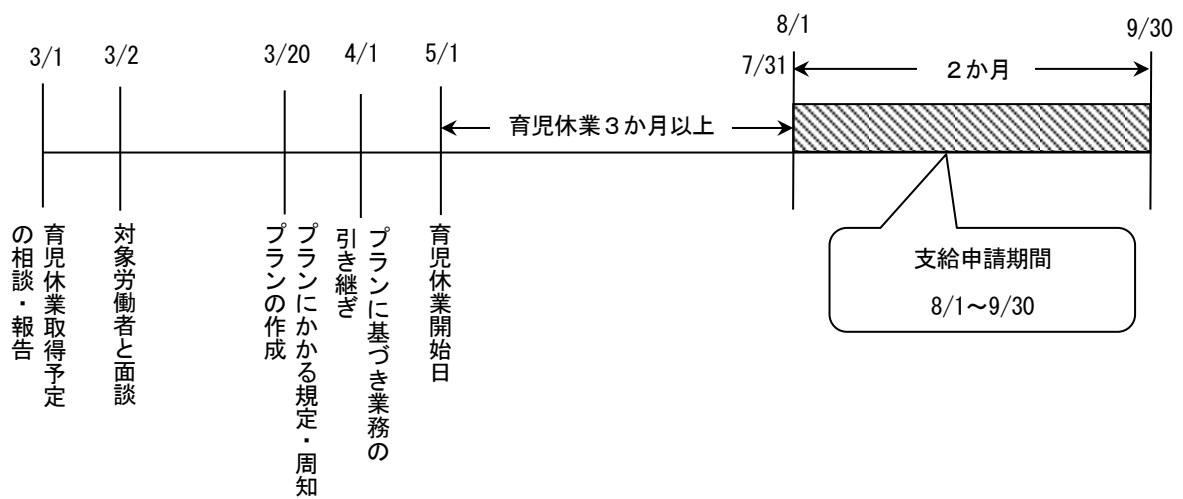 8/1
9/30
3/1
3/2
3/20
4/1
5/1
7/31
2か月
育児休業3か月以上
育児休業取得予定
の相談・報告
対象労働者と面談
プランにかかる規定・周知
プランの作成
プランに基づき業務の
引き継ぎ
育児休業開始日
支給申請期間
8/1～9/30